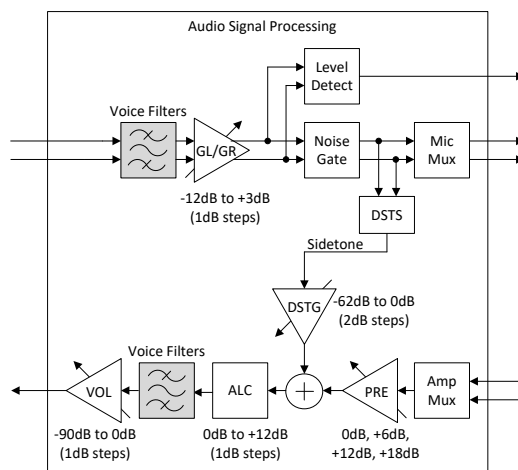 Audio Signal Processing
Level
Detect
Voice Filters
GL/GR
Noise
Gate
Mic
Mux
-12dB to +3dB
(1dB steps)
DSTS
Sidetone
DSTG
-62dB to 0dB
(2dB steps)
Voice Filters
VOL
ALC
PRE
Amp
Mux
-90dB to 0dB
(1dB steps)
0dB to +12dB
(1dB steps)
0dB, +6dB,
+12dB, +18dB